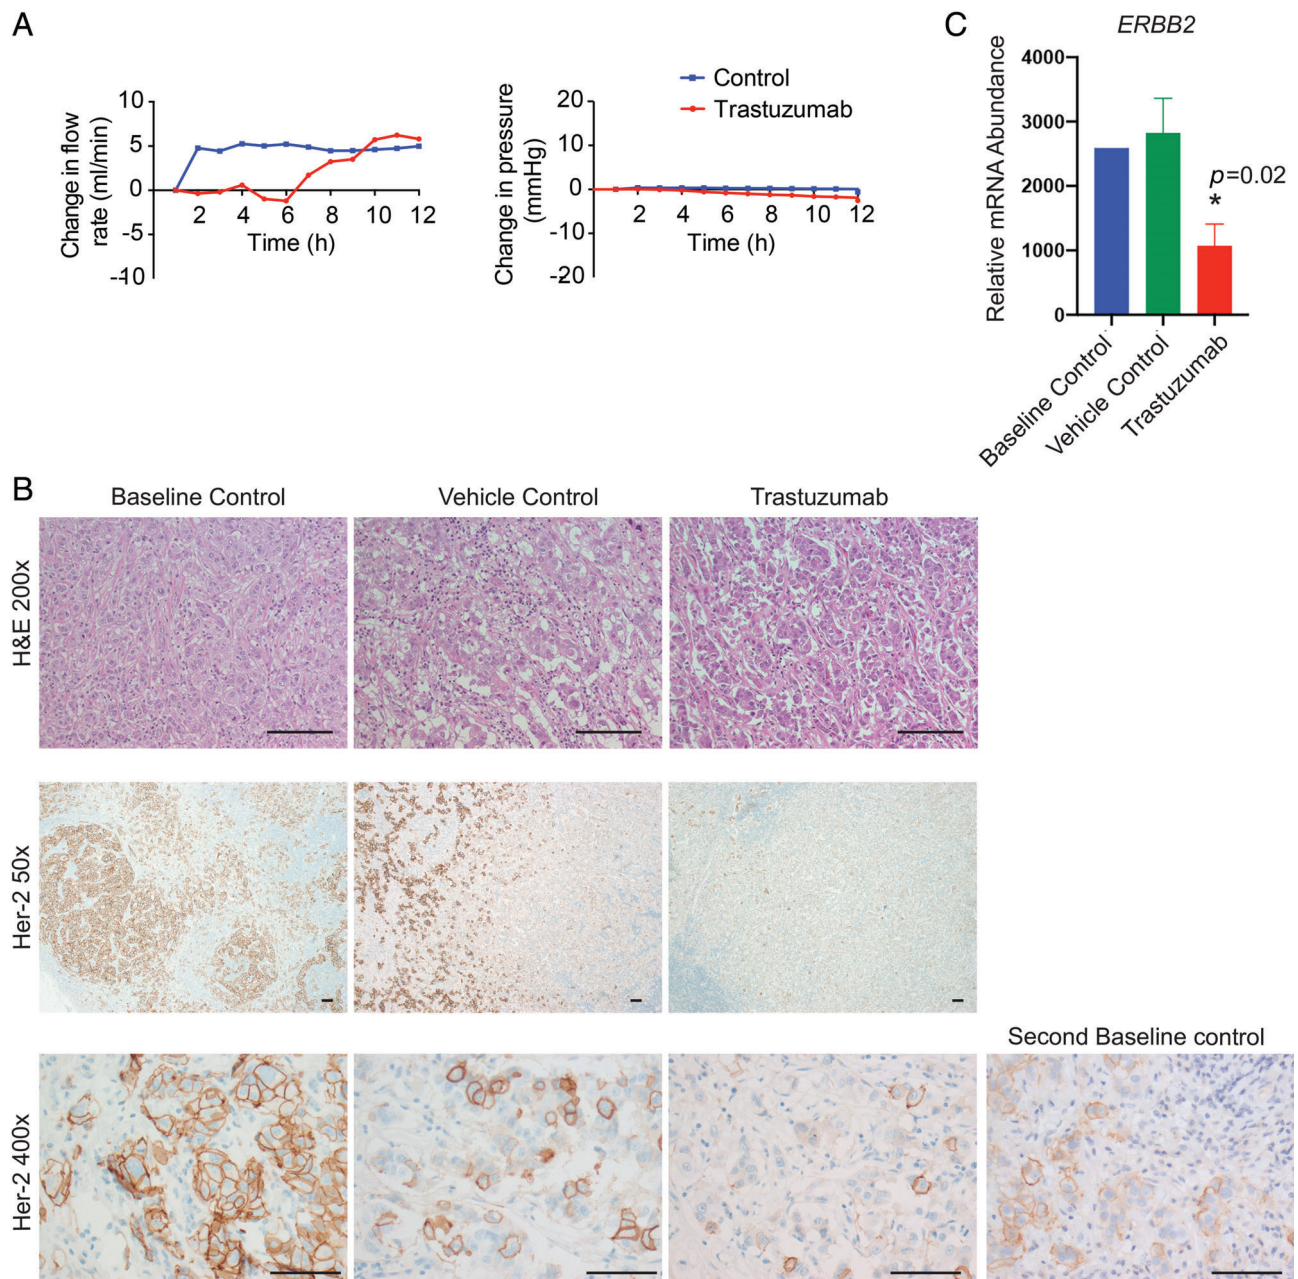 A
Change in flow
rate (ml/min)
10
5
0
-5
-10
2 4 6 8 10 12
Time (h)
Change in pressure
(mmHg)
20
10
0
-10
-20
2 4 6 8 10 12
Time (h)
Control
Trastuzumab
C
ERBB2
Relative mRNA Abundance
4000
3000
2000
1000
0
p=0.02
*
Baseline Control
Vehicle Control
Trastuzumab
B
Baseline Control Vehicle Control Trastuzumab
H&E 200x
Her-2 50x
Second Baseline control
Her-2 400x